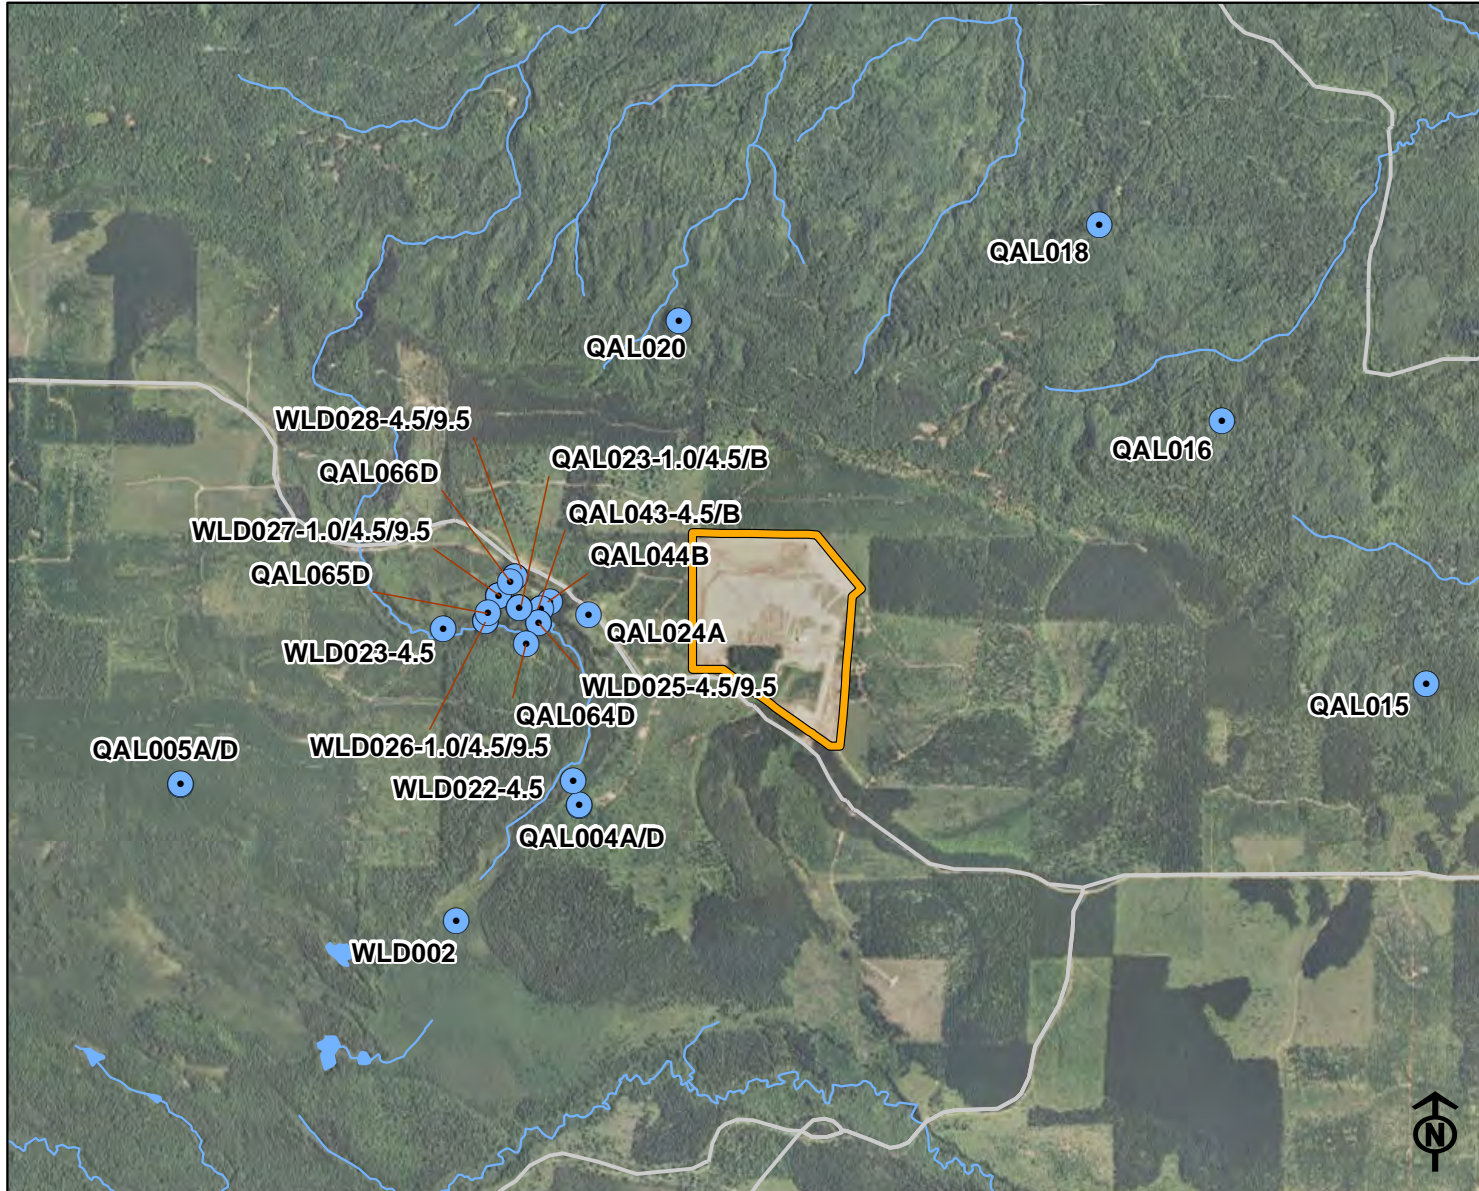 QAL018
QAL020
WLD028-4.5/9.5
QAL016
QAL023-1.0/4.5/B
QAL066D
QAL043-4.5/B
WLD027-1.0/4.5/9.5
QAL044B
QAL065D
QAL024A
WLD023-4.5
WLD025-4.5/9.5
QAL015
QAL064D
WLD026-1.0/4.5/9.5
QAL005A/D
WLD022-4.5
QAL004A/D
WLD002
N